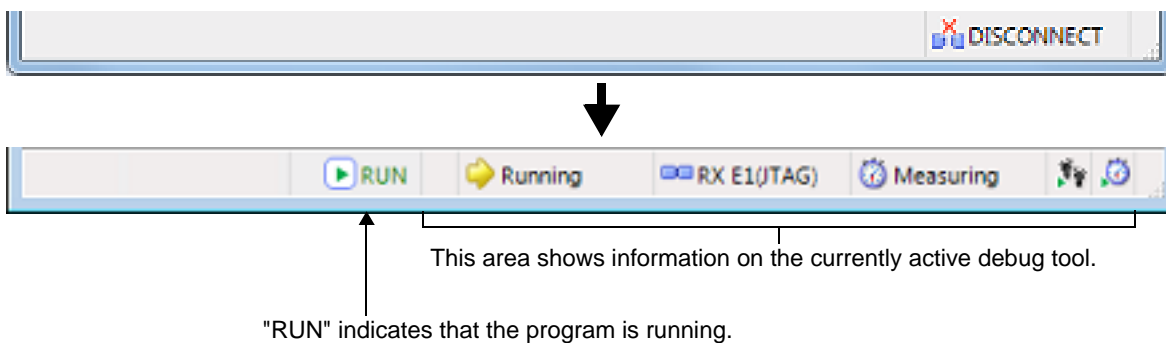 DISCONNECT
RUN Running RX E1(JTAG) Measuring
This area shows information on the currently active debug tool.
"RUN" indicates that the program is running.